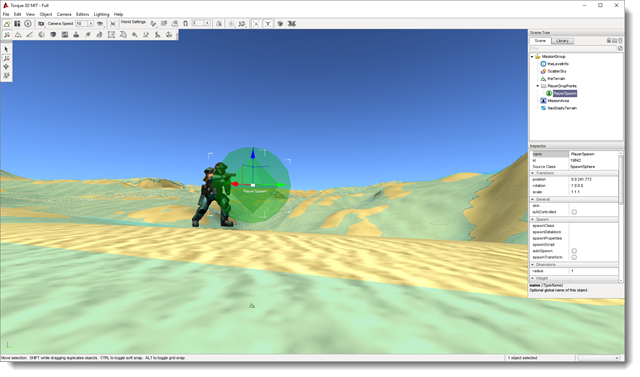 Torque 3D MIT - Full
File Edit View Object Camera Editors Lighting Help
Camera Speed 10 World Settings 2
Scene Tree
Scene Library
MissionGroup
theLevelInfo
ScatterSky
theTerrain
PlayerDropPoints
PlayerSpawn
MissionArea
NavEmptyTerrain
PlayerSpawn
Inspector
name PlayerSpawn
id
Source Class SpawnSphere
Transform
position 0 0 241.772
rotation 1 0 0 0
scale 1 1 1
General
skin
isAIControlled
Spawn
spawnClass
spawnDatablock
spawnProperties
spawnScript
autoSpawn
spawnTransform
Dimensions
radius 1
Weight
name (TypeName)
Optional global name of this object.
Move selection. SHIFT while dragging duplicates objects. CTRL to toggle soft snap. ALT to toggle grid snap.
1 object selected